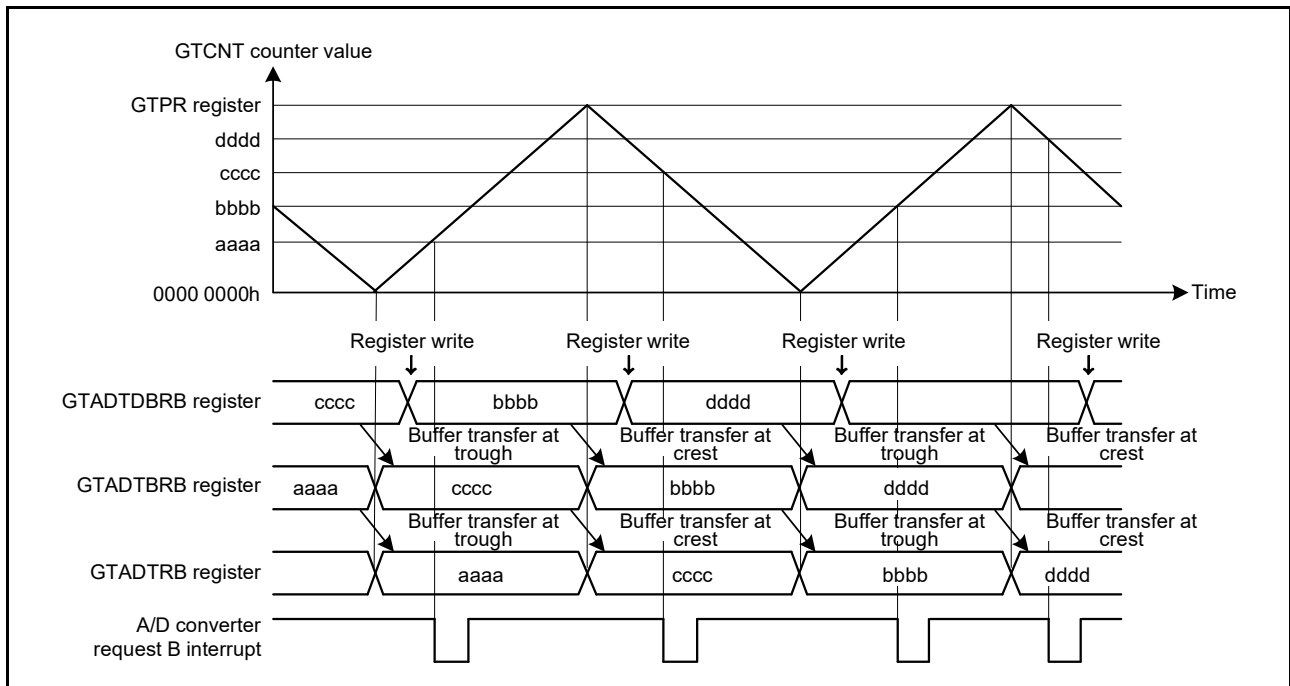 GTCNT counter value
GTPR register
dddd
cccc
bbbb
aaaa
0000 0000h
Time
Register write
Register write
Register write
Register write
GTADTDBRB register
cccc
bbbb
dddd
Buffer transfer at
trough
Buffer transfer at
crest
Buffer transfer at
trough
Buffer transfer at
crest
GTADTBRB register
aaaa
cccc
bbbb
dddd
Buffer transfer at
trough
Buffer transfer at
crest
Buffer transfer at
trough
Buffer transfer at
crest
GTADTRB register
aaaa
cccc
bbbb
dddd
A/D converter
request B interrupt